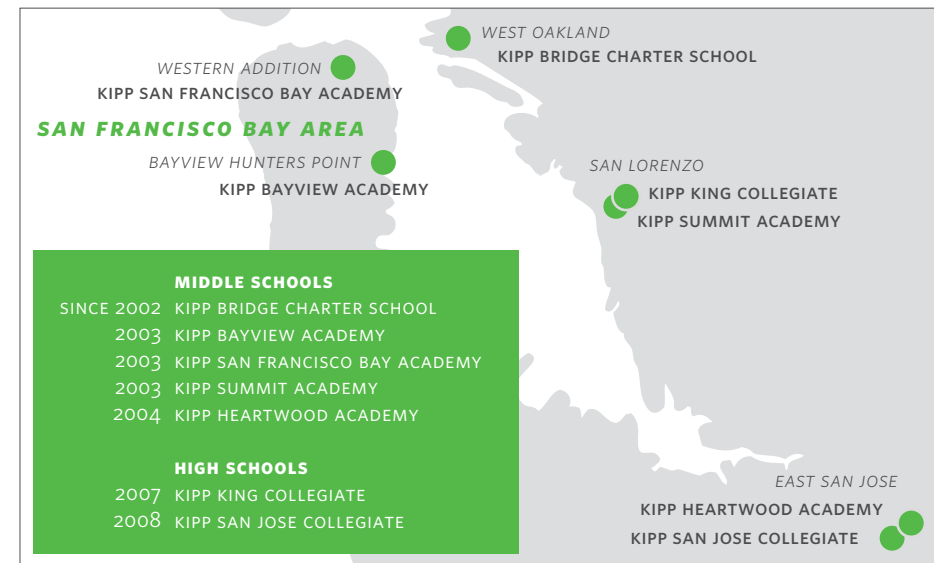 WEST OAKLAND
KIPP BRIDGE CHARTER SCHOOL
WESTERN ADDITION
KIPP SAN FRANCISCO BAY ACADEMY
SAN FRANCISCO BAY AREA
BAYVIEW HUNTERS POINT
KIPP BAYVIEW ACADEMY
SAN LORENZO
KIPP KING COLLEGIATE
KIPP SUMMIT ACADEMY
MIDDLE SCHOOLS
SINCE 2002 KIPP BRIDGE CHARTER SCHOOL
2003 KIPP BAYVIEW ACADEMY
2003 KIPP SAN FRANCISCO BAY ACADEMY
2003 KIPP SUMMIT ACADEMY
2004 KIPP HEARTWOOD ACADEMY
HIGH SCHOOLS
2007 KIPP KING COLLEGIATE
2008 KIPP SAN JOSE COLLEGIATE
EAST SAN JOSE
KIPP HEARTWOOD ACADEMY
KIPP SAN JOSE COLLEGIATE